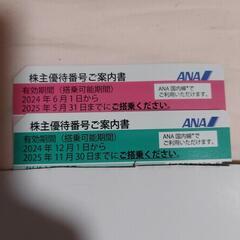 株主優待番号ご案内書
ANA
有効期間（搭乗可能期間）
2024年6月1日から
2025年5月31日までにご搭乗ください。
ANA国内線*で
ご利用いただけます。
株主優待番号ご案内書
ANA
有効期間（搭乗可能期間）
2024年12月1日から
2025年11月30日までにご搭乗ください。
ANA国内線*で
ご利用いただけます。